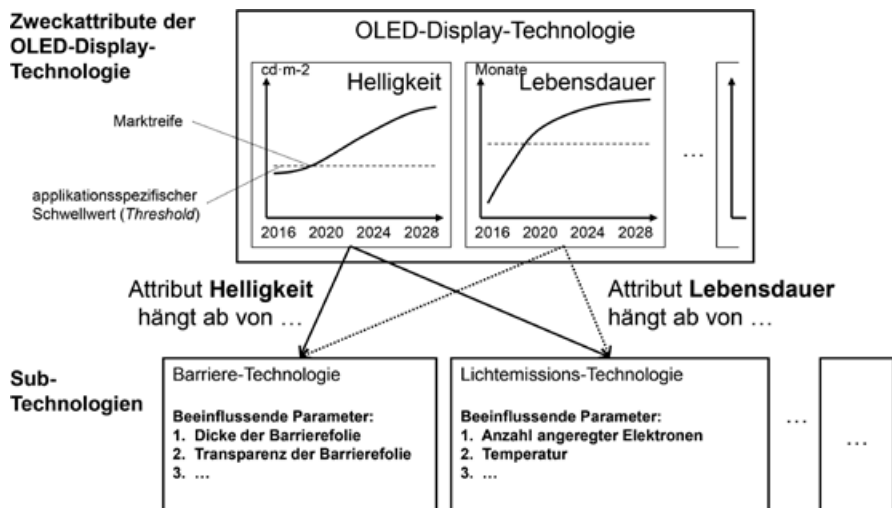 Zweckattribute der
OLED-Display-
Technologie
OLED-Display-Technologie
cd·m-2
Helligkeit
2016 2020 2024 2028
Monate
Lebensdauer
2016 2020 2024 2028
...
Marktreife
applikationsspezifischer
Schwellwert (Threshold)
Attribut Helligkeit
hängt ab von ...
Attribut Lebensdauer
hängt ab von ...
Sub-
Technologien
Barriere-Technologie
Beeinflussende Parameter:
1. Dicke der Barrierefolie
2. Transparenz der Barrierefolie
3. ...
Lichtemissions-Technologie
Beeinflussende Parameter:
1. Anzahl angeregter Elektronen
2. Temperatur
3. ...
...
...